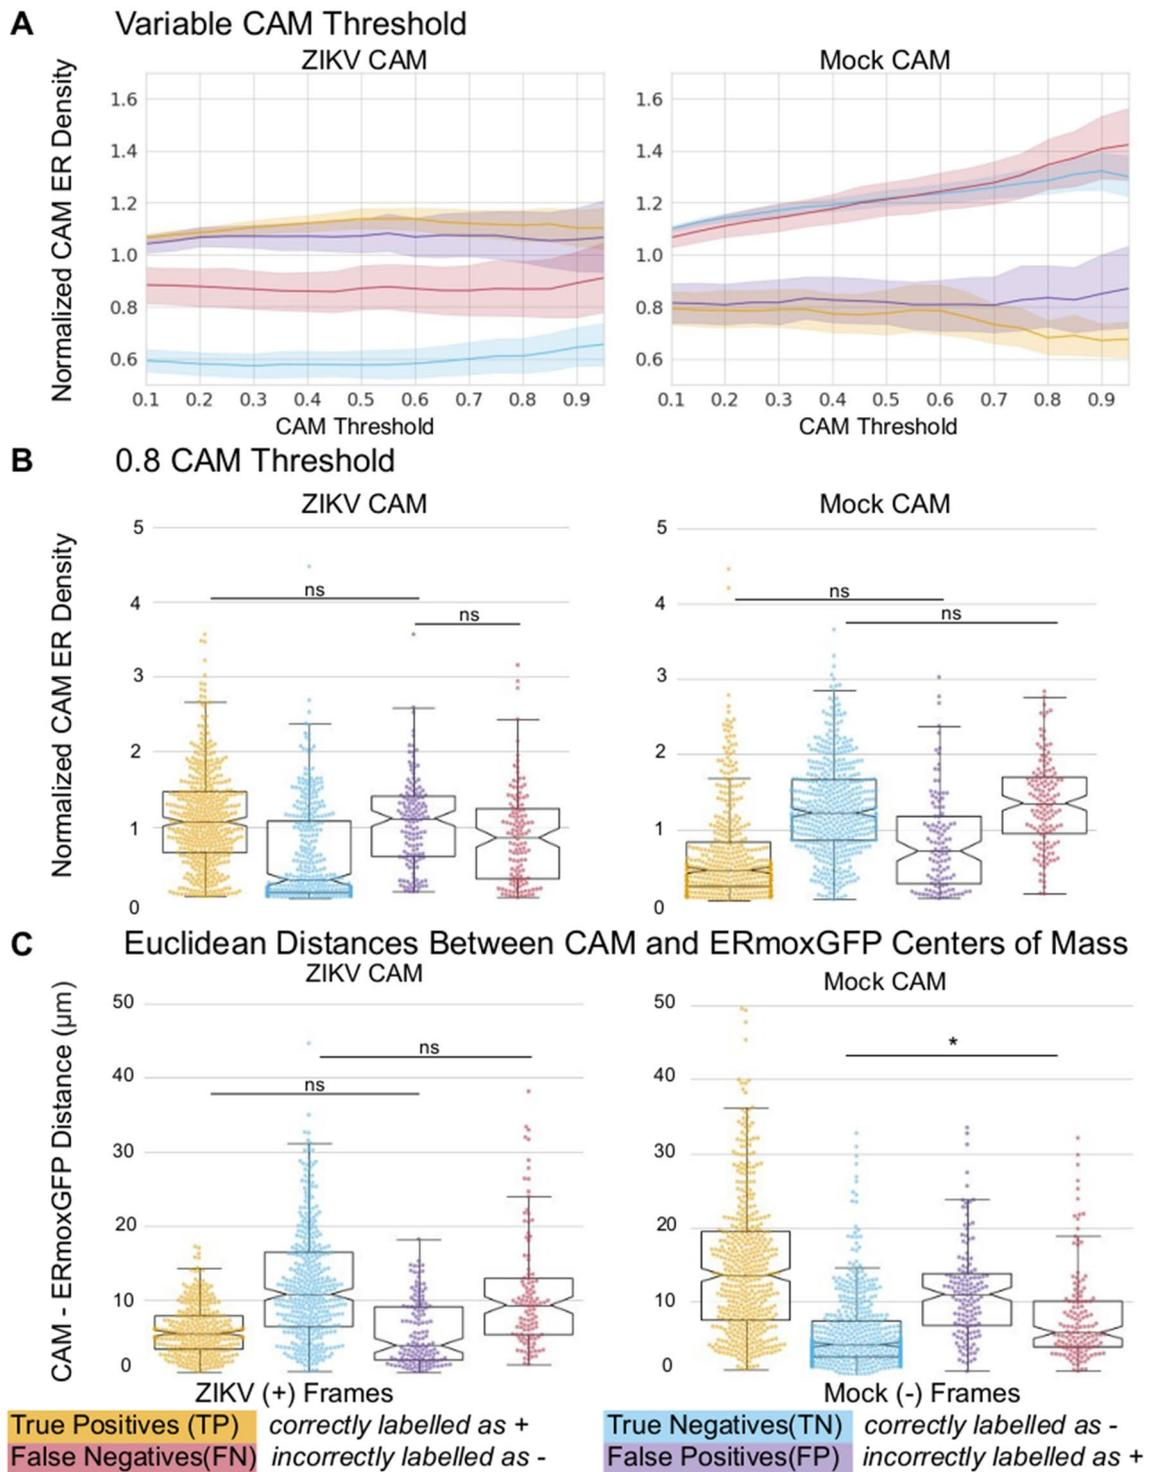 A Variable CAM Threshold
ZIKV CAM Mock CAM
Normalized CAM ER Density
1.6 1.6
1.4 1.4
1.2 1.2
1.0 1.0
0.8 0.8
0.6 0.6
0.1 0.2 0.3 0.4 0.5 0.6 0.7 0.8 0.9 0.1 0.2 0.3 0.4 0.5 0.6 0.7 0.8 0.9
CAM Threshold CAM Threshold
B 0.8 CAM Threshold
ZIKV CAM Mock CAM
Normalized CAM ER Density
5 5
ns ns
4 4
ns ns
3 3
2 2
1 1
0 0
C Euclidean Distances Between CAM and ERmoxGFP Centers of Mass
ZIKV CAM Mock CAM
CAM - ERmoxGFP Distance (μm)
50 50
ns *
40 40
ns
30 30
20 20
10 10
0 0
ZIKV (+) Frames Mock (-) Frames
True Positives (TP) correctly labelled as + True Negatives(TN) correctly labelled as -
False Negatives(FN) incorrectly labelled as - False Positives(FP) incorrectly labelled as +